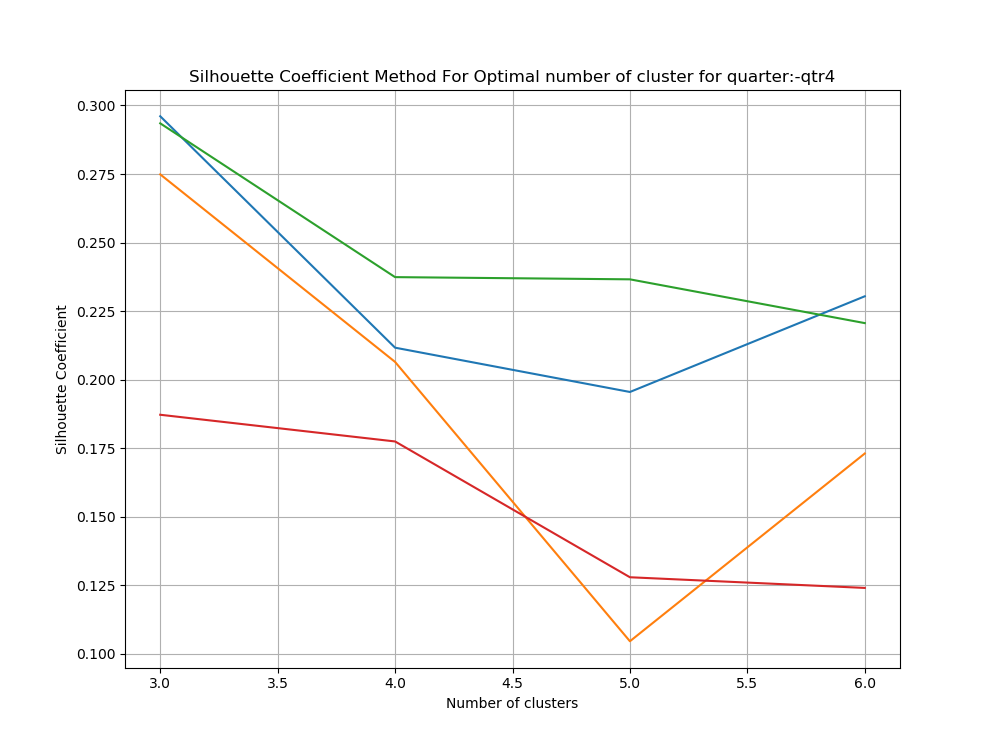 Silhouette Coefficient Method For Optimal number of cluster for quarter:-qtr4
0.300
0.275
0.250
0.225
0.200
0.175
0.150
0.125
0.100
Silhouette Coefficient
3.0 3.5 4.0 4.5 5.0 5.5 6.0
Number of clusters